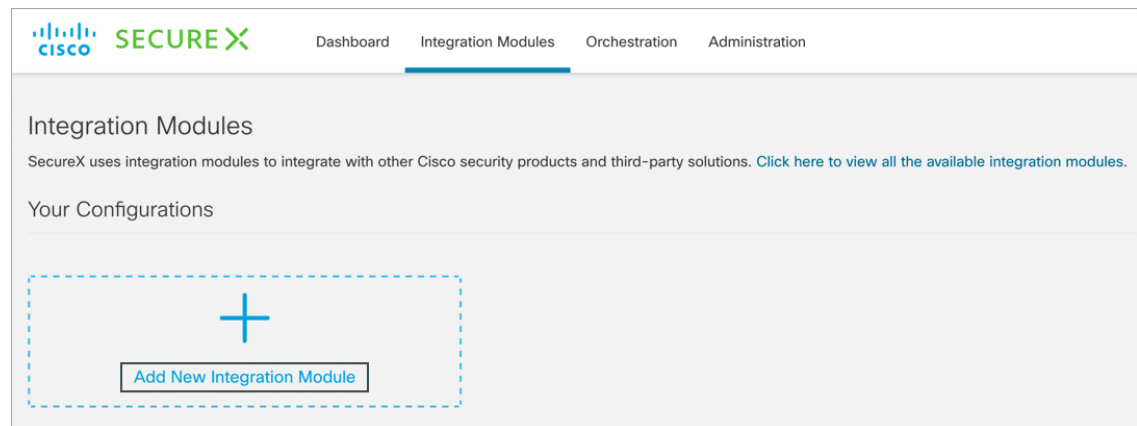 CISCO SECUREX Dashboard Integration Modules Orchestration Administration
Integration Modules
SecureX uses integration modules to integrate with other Cisco security products and third-party solutions. Click here to view all the available integration modules.
Your Configurations
Add New Integration Module